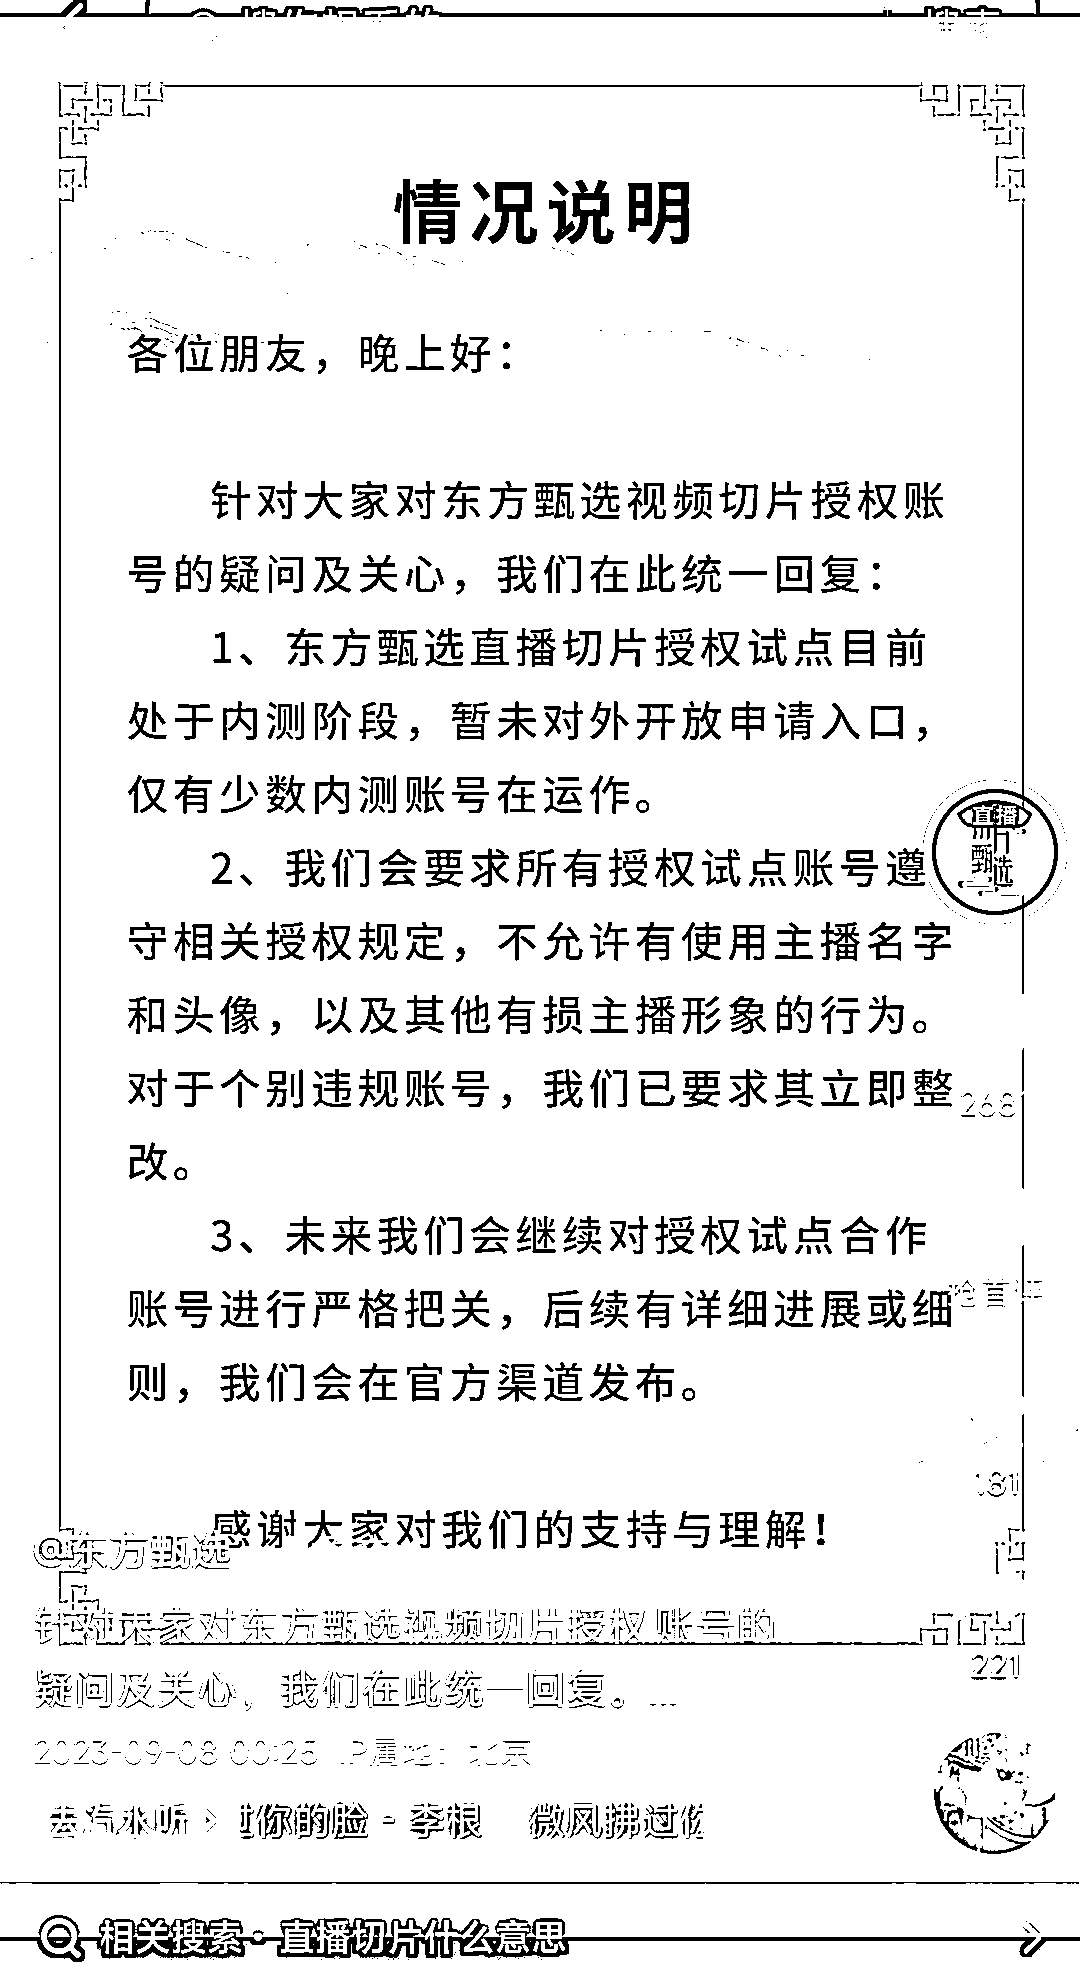 搜索
情况说明
各位朋友，晚上好：
针对大家对东方甄选视频切片授权账
号的疑问及关心，我们在此统一回复：
1、东方甄选直播切片授权试点目前
处于内测阶段，暂未对外开放申请入口，
仅有少数内测账号在运作。
2、我们会要求所有授权试点账号遵
守相关授权规定，不允许有使用主播名字
和头像，以及其他有损主播形象的行为。
对于个别违规账号，我们已要求其立即整
改。
3、未来我们会继续对授权试点合作
账号进行严格把关，后续有详细进展或细
则，我们会在官方渠道发布。
感谢大家对我们的支持与理解！
直播
甄选
268
抢首评
181
221
@东方甄选
针对大家对东方甄选视频切片授权账号的
疑问及关心，我们在此统一回复。...
2023-09-08 00:25 IP属地：北京
去汽水听 > 过你的脸 - 李根 微风拂过你
相关搜索 · 直播切片什么意思